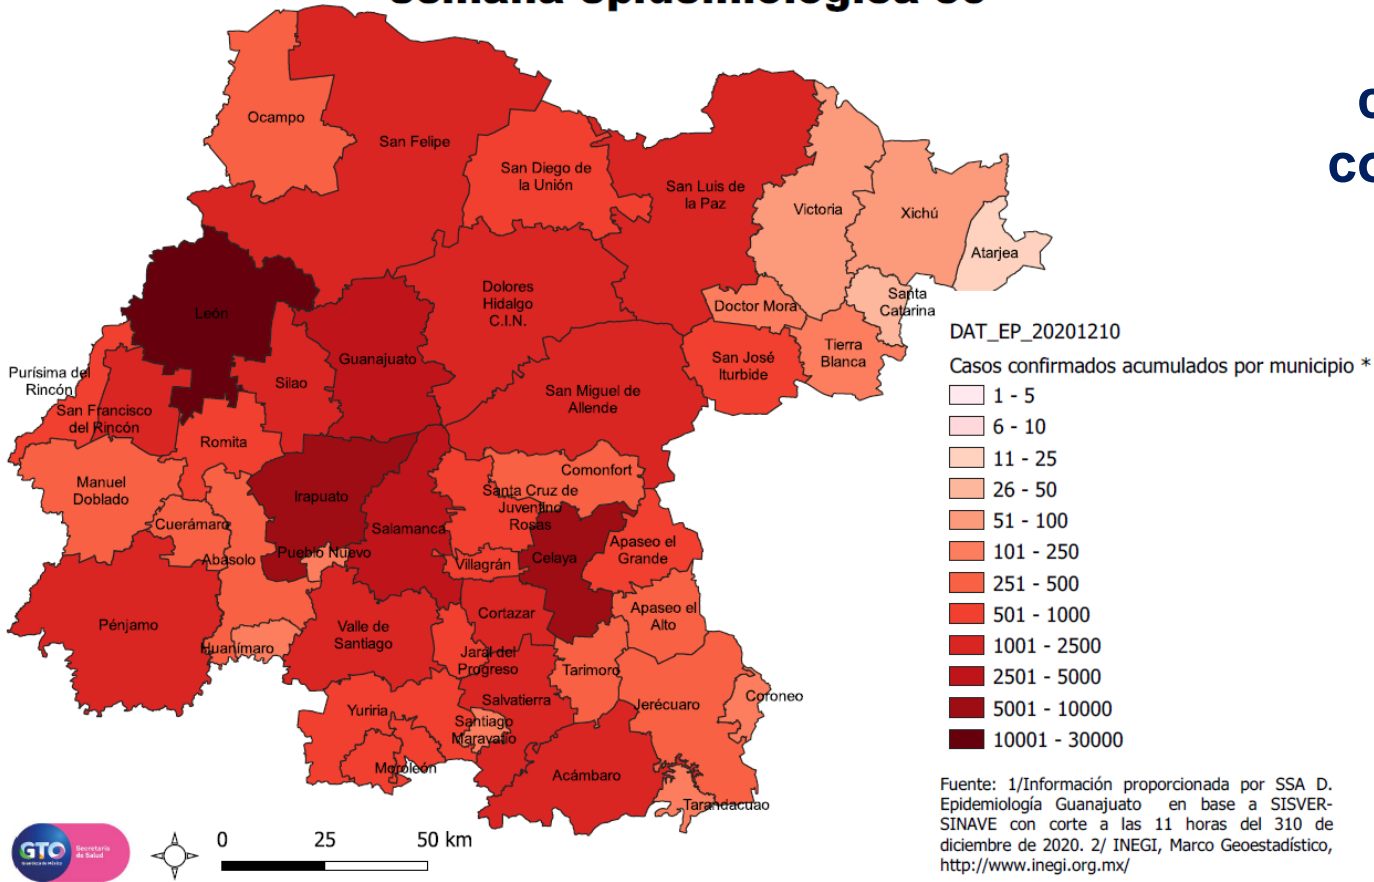 semana epidemiológica 50
c
co
Ocampo
San Felipe
San Diego de
la Unión
San Luis de
la Paz
Victoria
Xichú
Atarjea
León
Dolores
Hidalgo
C.I.N.
Doctor Mora
Santa
Catarina
Tierra
Blanca
Guanajuato
San José
Iturbide
Purísima del
Rincón
Silao
San Miguel de
Allende
San Francisco
del Rincón
Romita
Manuel
Doblado
Irapuato
Comonfort
Santa Cruz de
Juventino
Rosas
Cuerámaro
Salamanca
Abasolo
Pueblo Nuevo
Villagrán
Celaya
Apaseo el
Grande
Pénjamo
Valle de
Santiago
Cortazar
Apaseo el
Alto
Huanímaro
Jaral del
Progreso
Tarimoro
Yuriria
Salvatierra
Jerécuaro
Coroneo
Santiago
Maravatío
Moroleón
Acámbaro
Tarandacuao
DAT_EP_20201210
Casos confirmados acumulados por municipio *
1 - 5
6 - 10
11 - 25
26 - 50
51 - 100
101 - 250
251 - 500
501 - 1000
1001 - 2500
2501 - 5000
5001 - 10000
10001 - 30000
Fuente: 1/Información proporcionada por SSA D.
Epidemiología Guanajuato en base a SISVER-
SINAVE con corte a las 11 horas del 310 de
diciembre de 2020. 2/ INEGI, Marco Geoestadístico,
http://www.inegi.org.mx/
GTO
Secretaría
de Salud
0 25 50 km